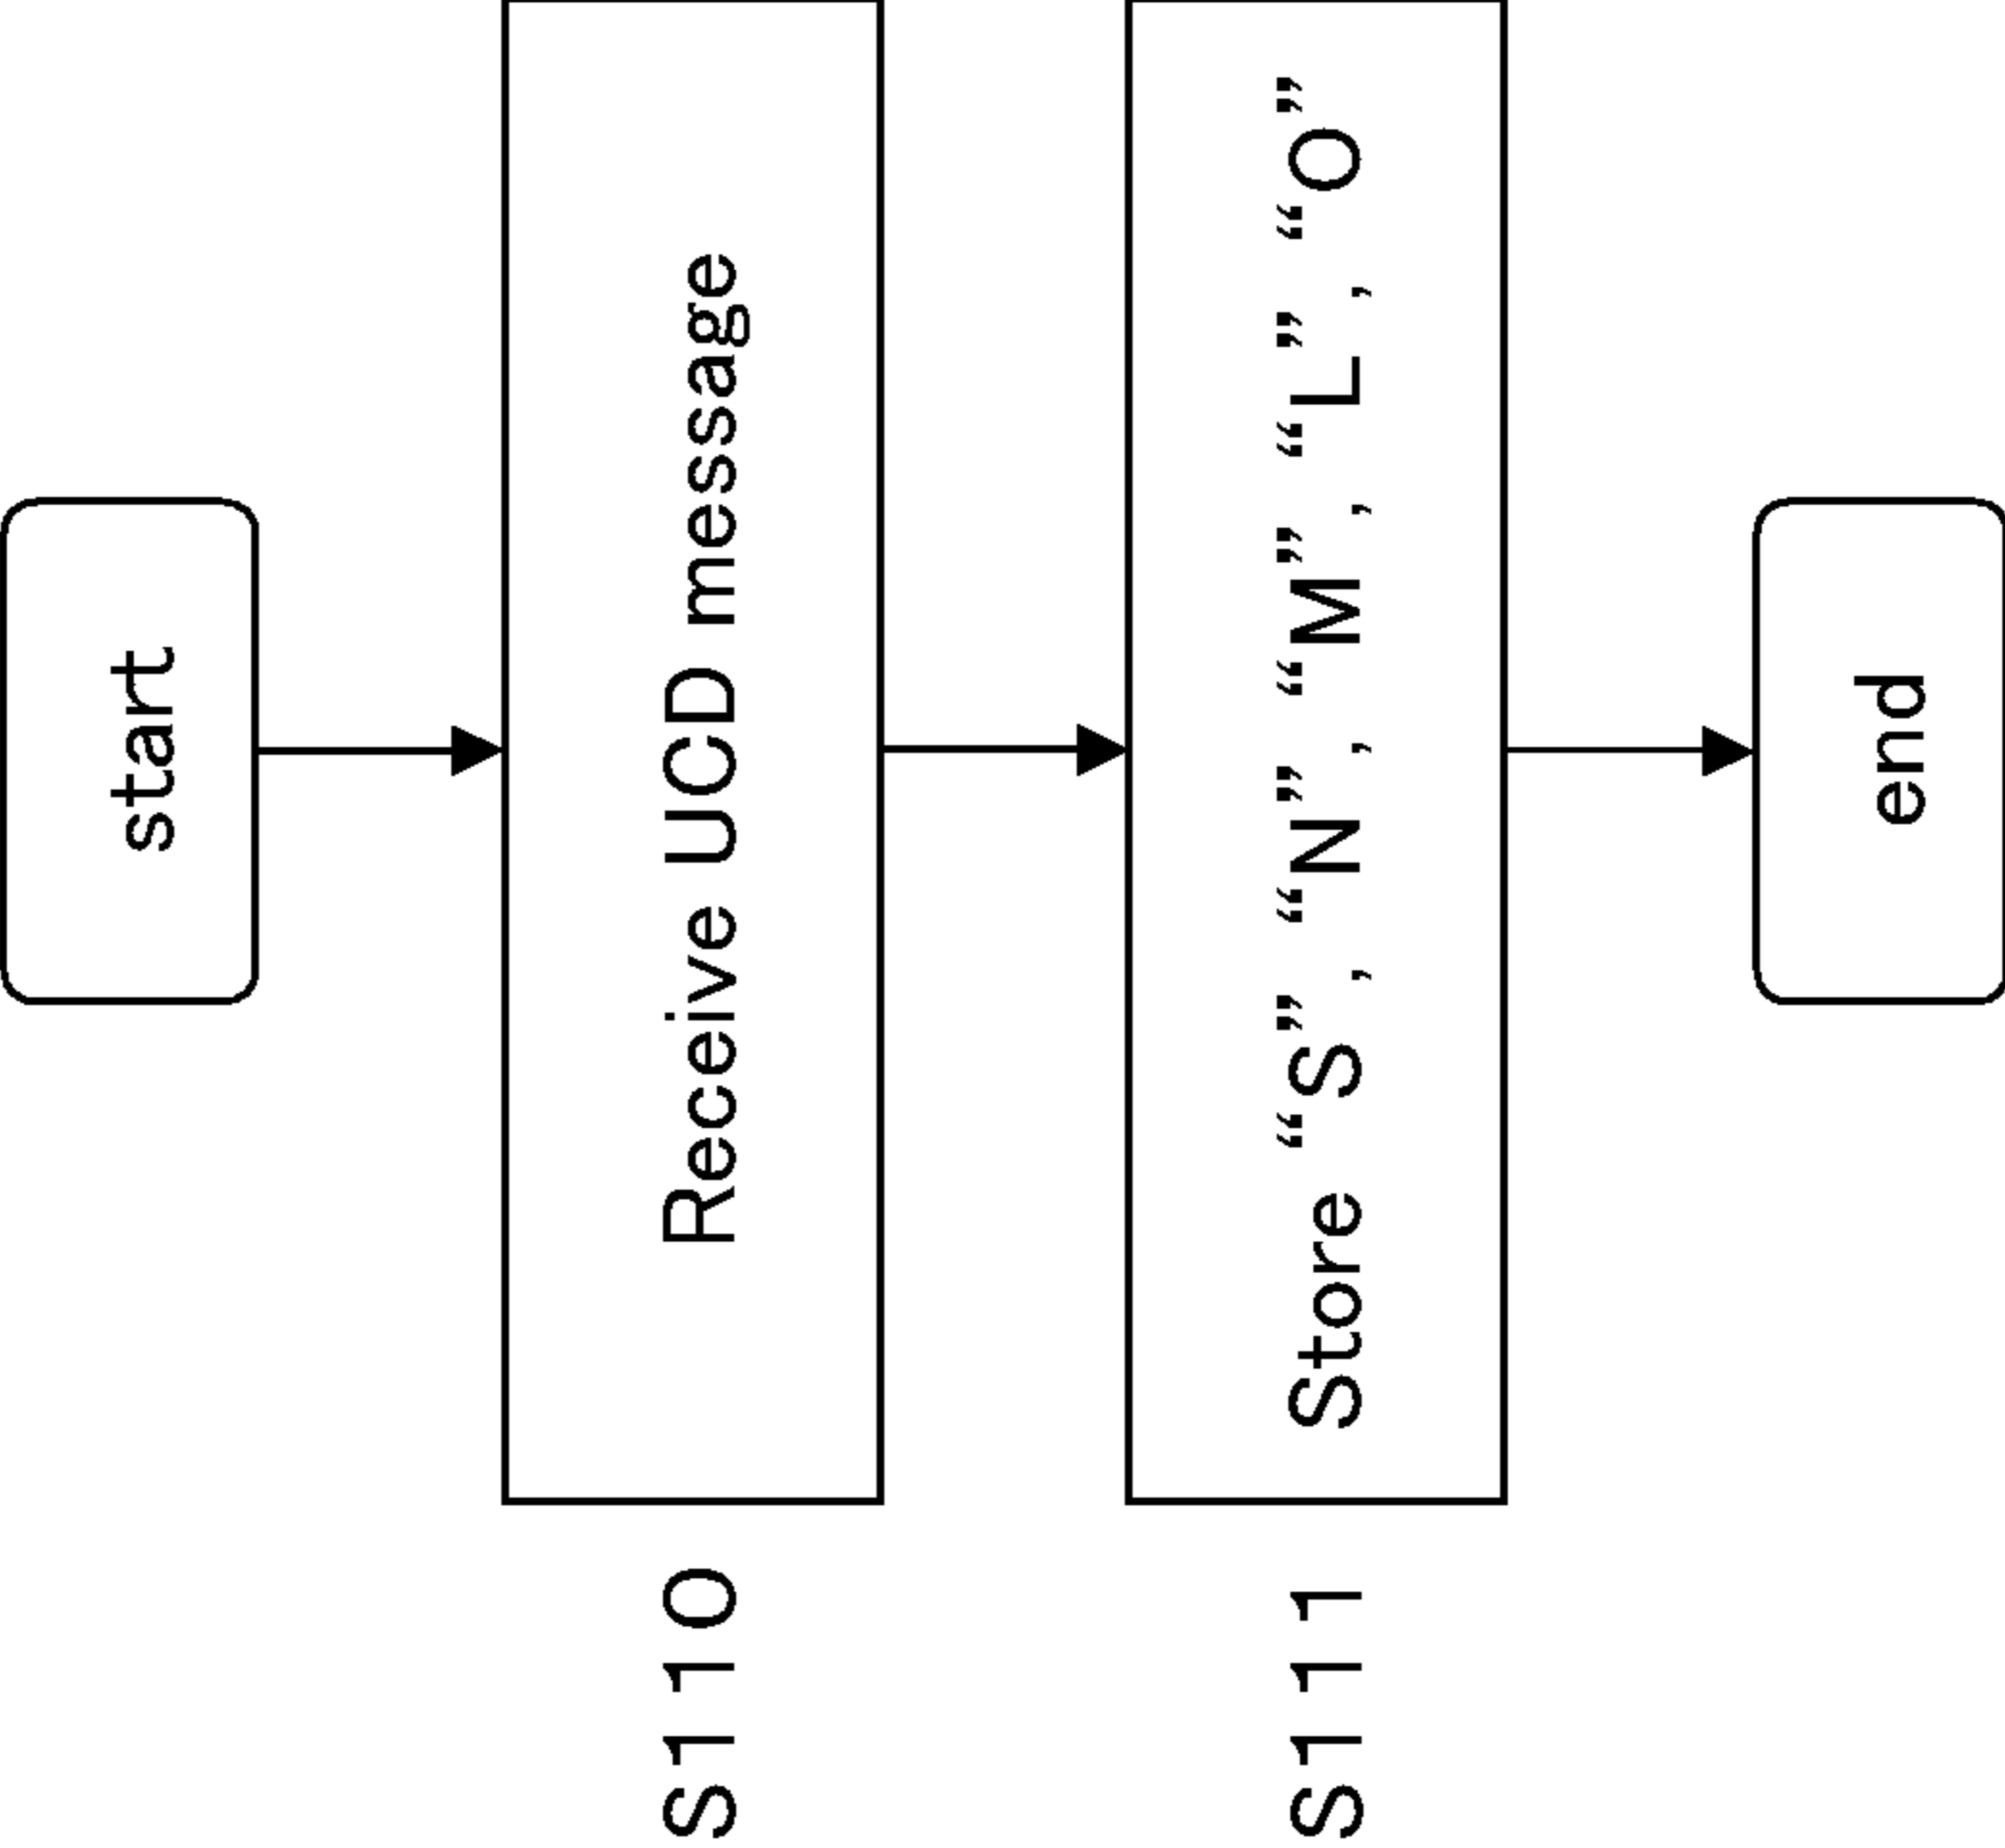 start
S110 Receive UCD message
S111 Store “S”, “N”, “M”, “L”, “O”
end